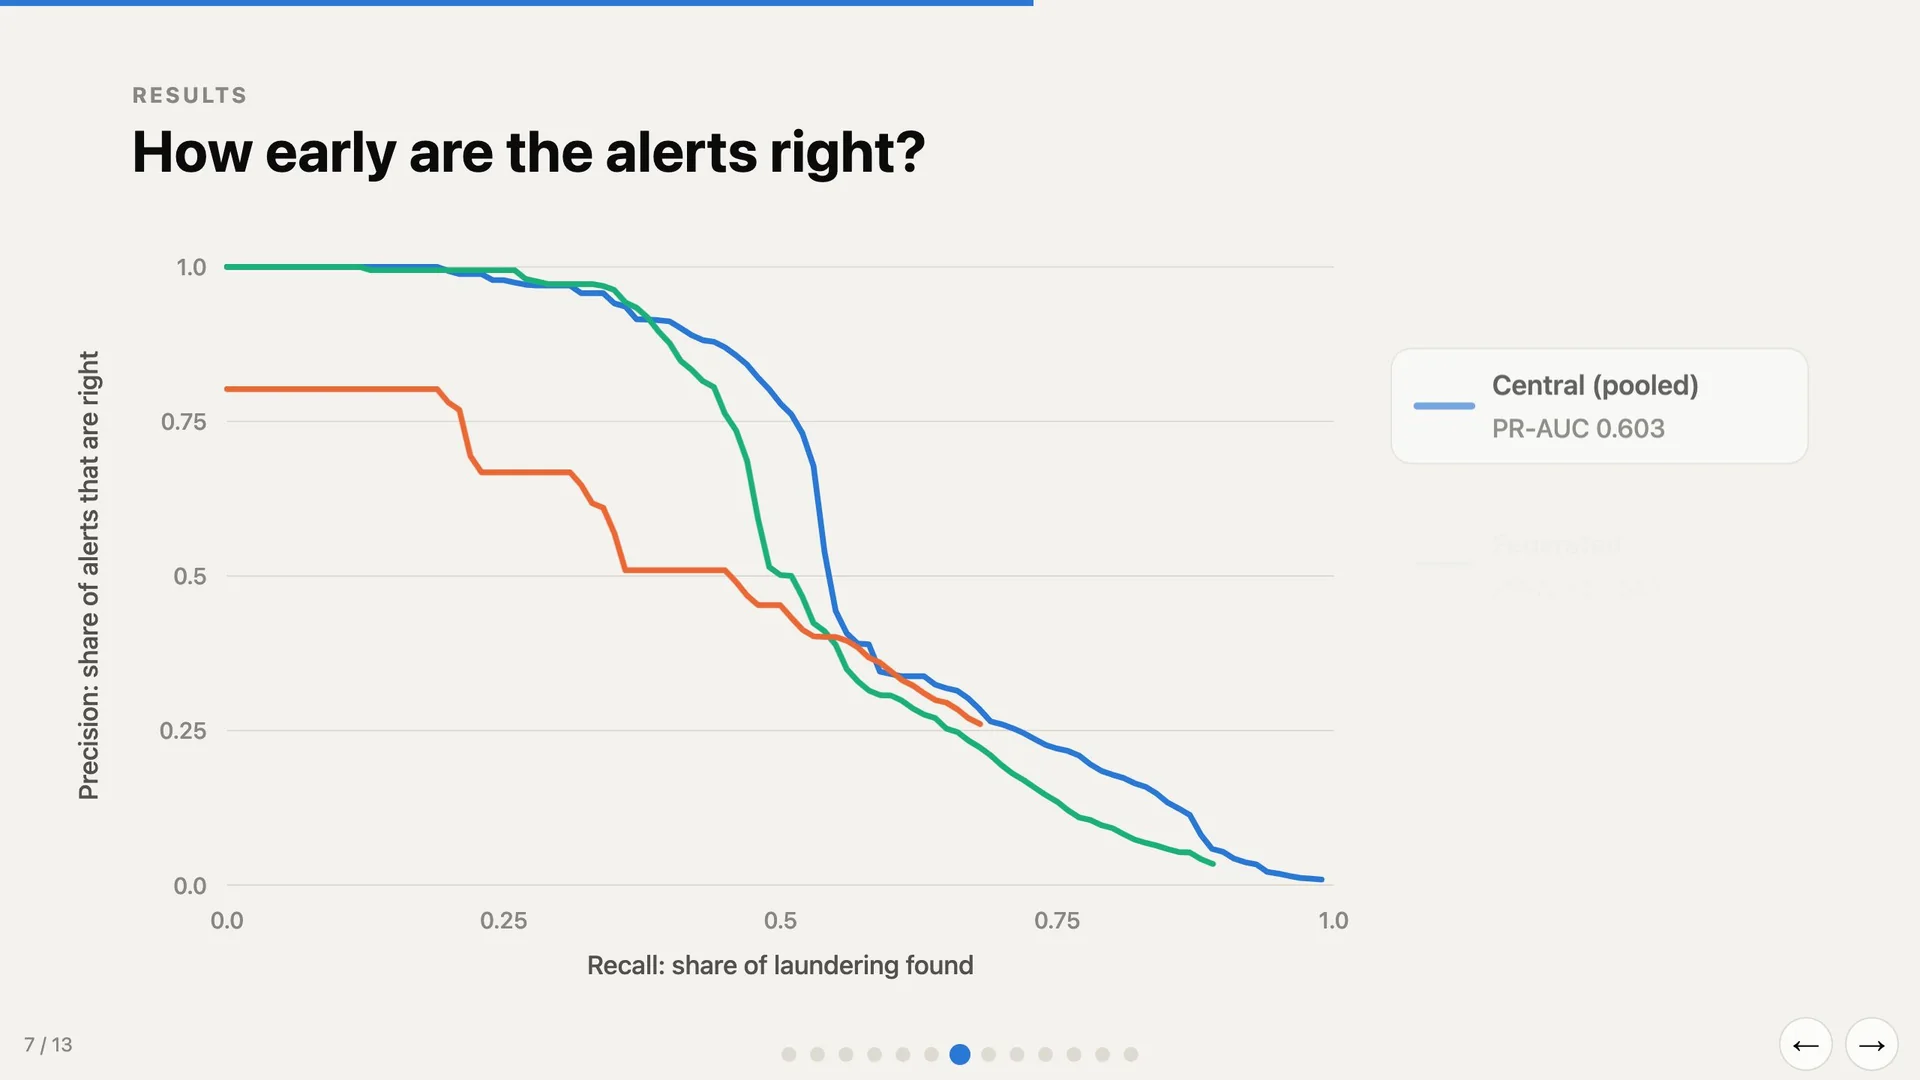 RESULTS
How early are the alerts right?
Precision: share of alerts that are right
1.0
0.75
0.5
0.25
0.0
0.0
0.25
0.5
0.75
1.0
Recall: share of laundering found
Central (pooled)
PR-AUC 0.603
7 / 13
← →